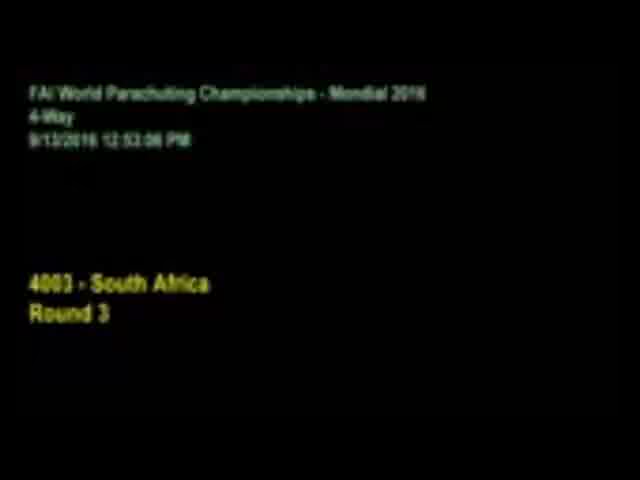 FAI World Parachuting Championships - Mondial 2016
4-Way
9/13/2016 12:53:06 PM
4003 - South Africa
Round 3